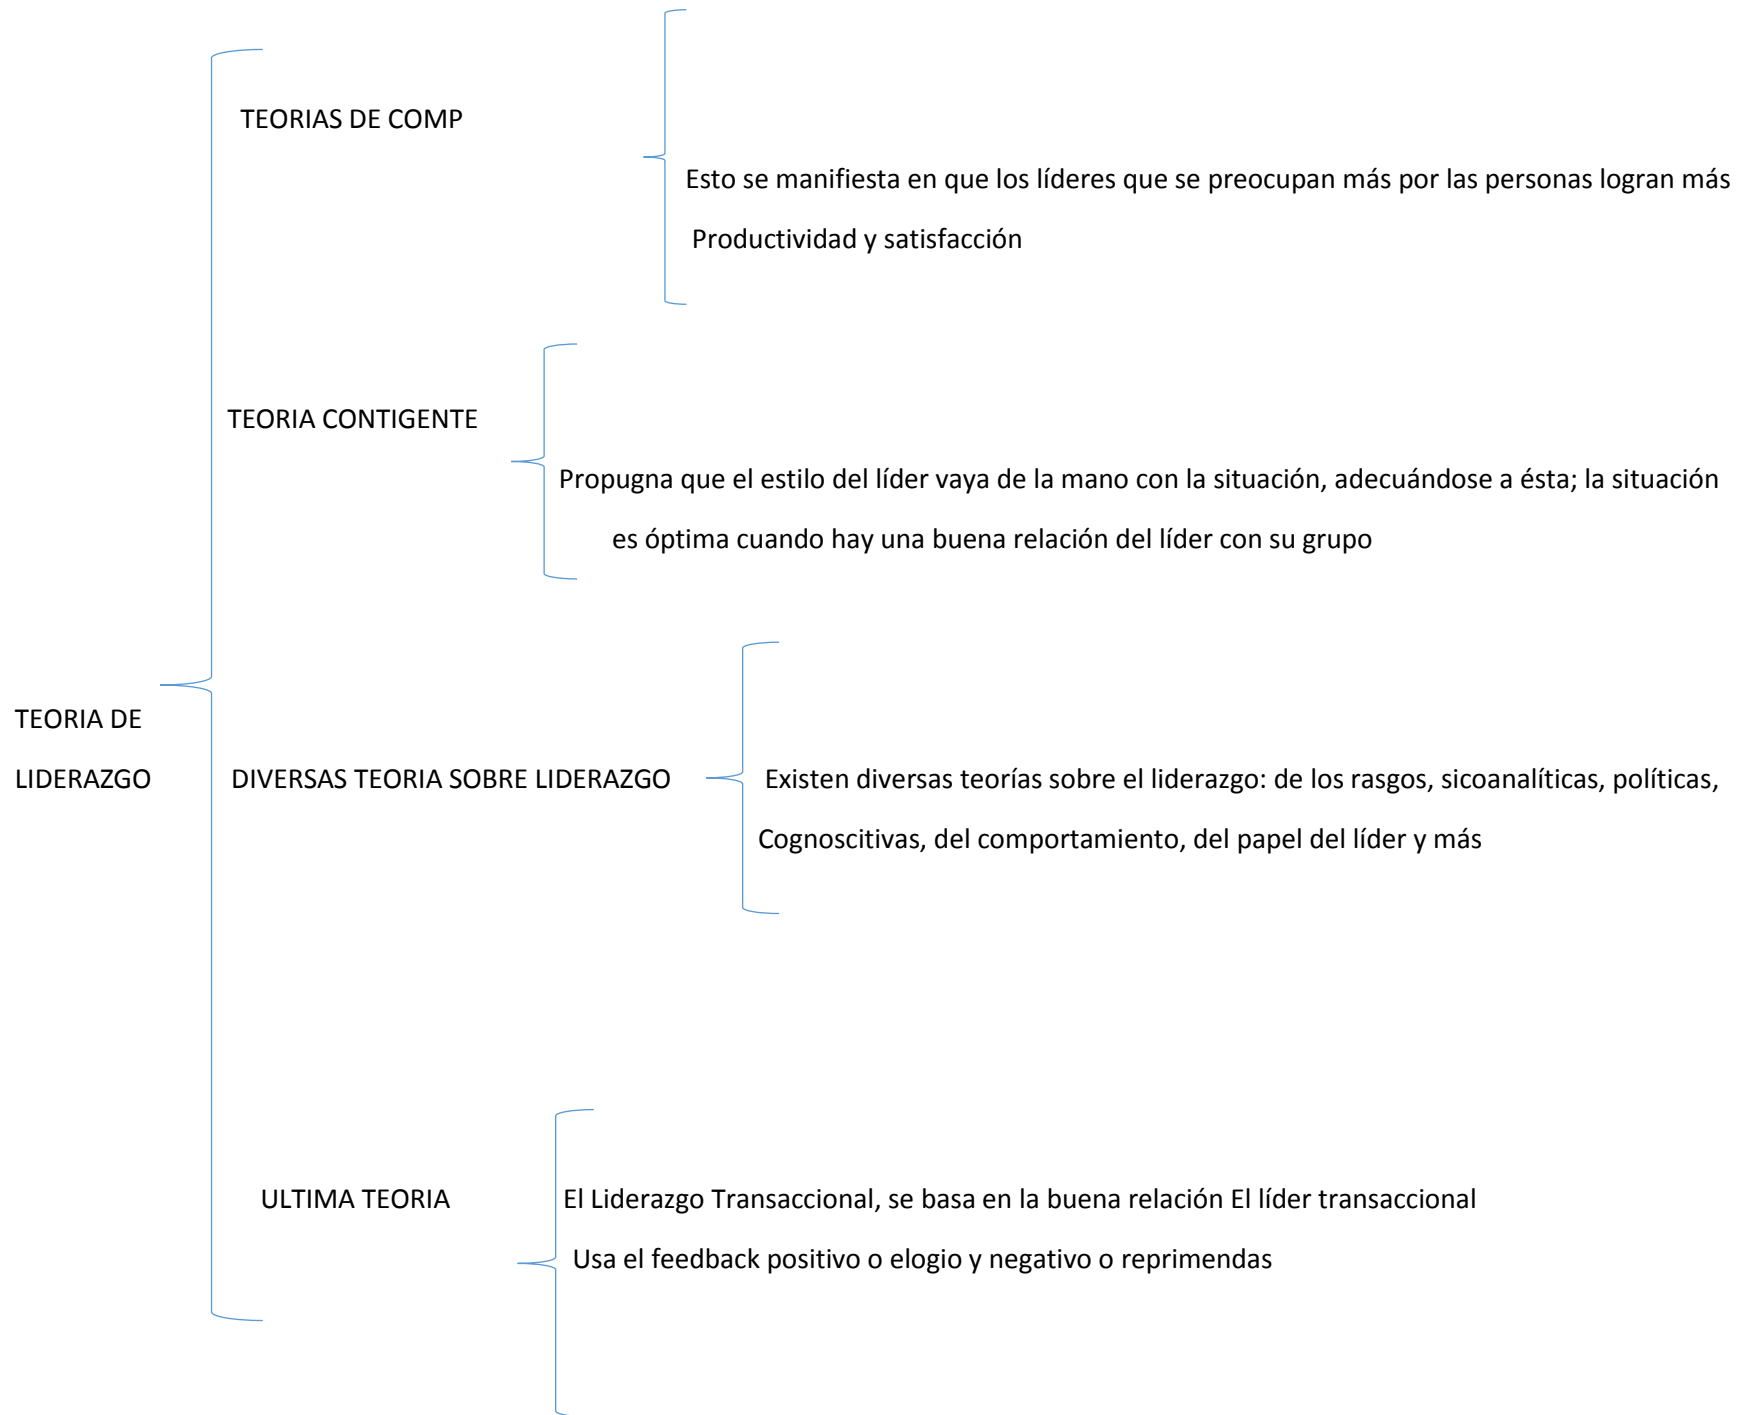 TEORIAS DE COMP
Esto se manifiesta en que los líderes que se preocupan más por las personas logran más
Productividad y satisfacción
TEORIA CONTIGENTE
Propugna que el estilo del líder vaya de la mano con la situación, adecuándose a ésta; la situación
es óptima cuando hay una buena relación del líder con su grupo
TEORIA DE
LIDERAZGO
DIVERSAS TEORIA SOBRE LIDERAZGO
Existen diversas teorías sobre el liderazgo: de los rasgos, sicoanalíticas, políticas,
Cognoscitivas, del comportamiento, del papel del líder y más
ULTIMA TEORIA
El Liderazgo Transaccional, se basa en la buena relación El líder transaccional
Usa el feedback positivo o elogio y negativo o reprimendas